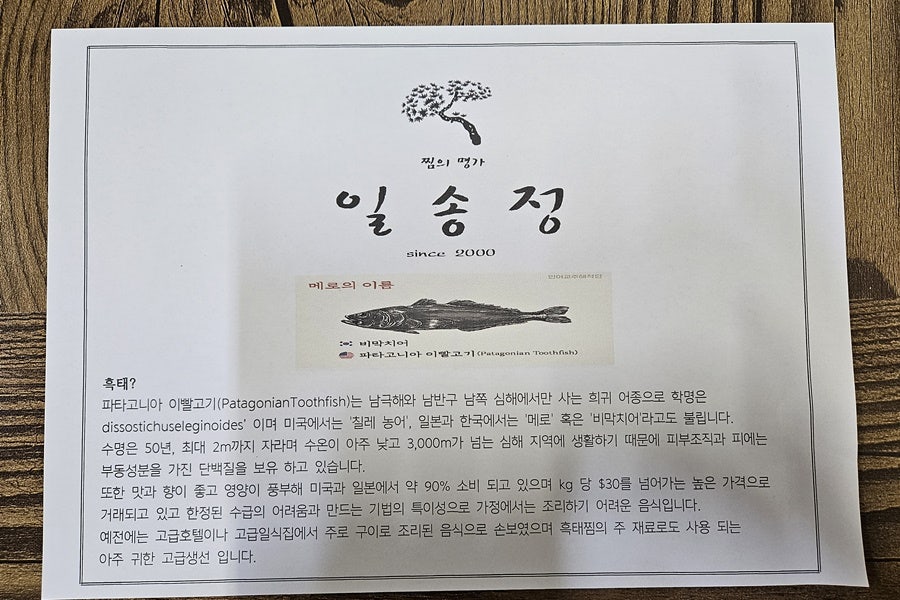 찜의 명가
일송정
since 2000
메로의 이름
비막치어
파타고니아 이빨고기(Patagonian Toothfish)
흑태?
파타고니아 이빨고기(PatagonianToothfish)는 남극해와 남반구 남쪽 심해에서만 사는 희귀 어종으로 학명은
dissostichuseleginoides' 이며 미국에서는 '칠레 농어', 일본과 한국에서는 '메로' 혹은 '비막치어'라고도 불립니다.
수명은 50년, 최대 2m까지 자라며 수온이 아주 낮고 3,000m가 넘는 심해 지역에 생활하기 때문에 피부조직과 피에는
부동성분을 가진 단백질을 보유 하고 있습니다.
또한 맛과 향이 좋고 영양이 풍부해 미국과 일본에서 약 90% 소비 되고 있으며 kg 당 $30를 넘어가는 높은 가격으로
거래되고 있고 한정된 수급의 어려움과 만드는 기법의 특이성으로 가정에서는 조리하기 어려운 음식입니다.
예전에는 고급호텔이나 고급일식집에서 주로 구이로 조리된 음식으로 손보였으며 흑태찜의 주 재료로도 사용 되는
아주 귀한 고급생선 입니다.